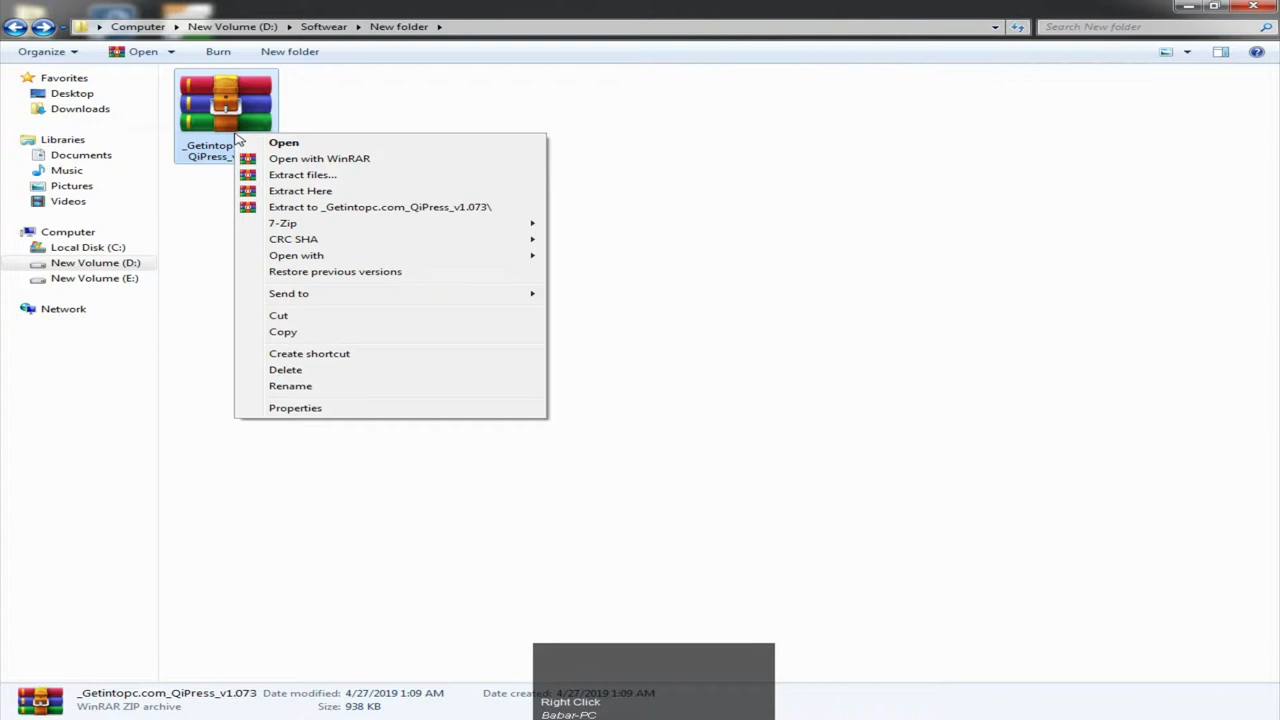 Computer New Volume (D:) Softwear New folder
Search New folder
Organize Open Burn New folder
Favorites
Desktop
Downloads
Libraries
Documents
Music
Pictures
Videos
Computer
Local Disk (C:)
New Volume (D:)
New Volume (E:)
Network
_Getintop
QiPress_v
Open
Open with WinRAR
Extract files...
Extract Here
Extract to _Getintopc.com_QiPress_v1.073\
7-Zip
CRC SHA
Open with
Restore previous versions
Send to
Cut
Copy
Create shortcut
Delete
Rename
Properties
_Getintopc.com_QiPress_v1.073 Date modified: 4/27/2019 1:09 AM Date created: 4/27/2019 1:09 AM
WinRAR ZIP archive Size: 938 KB
Right Click
Babar-PC